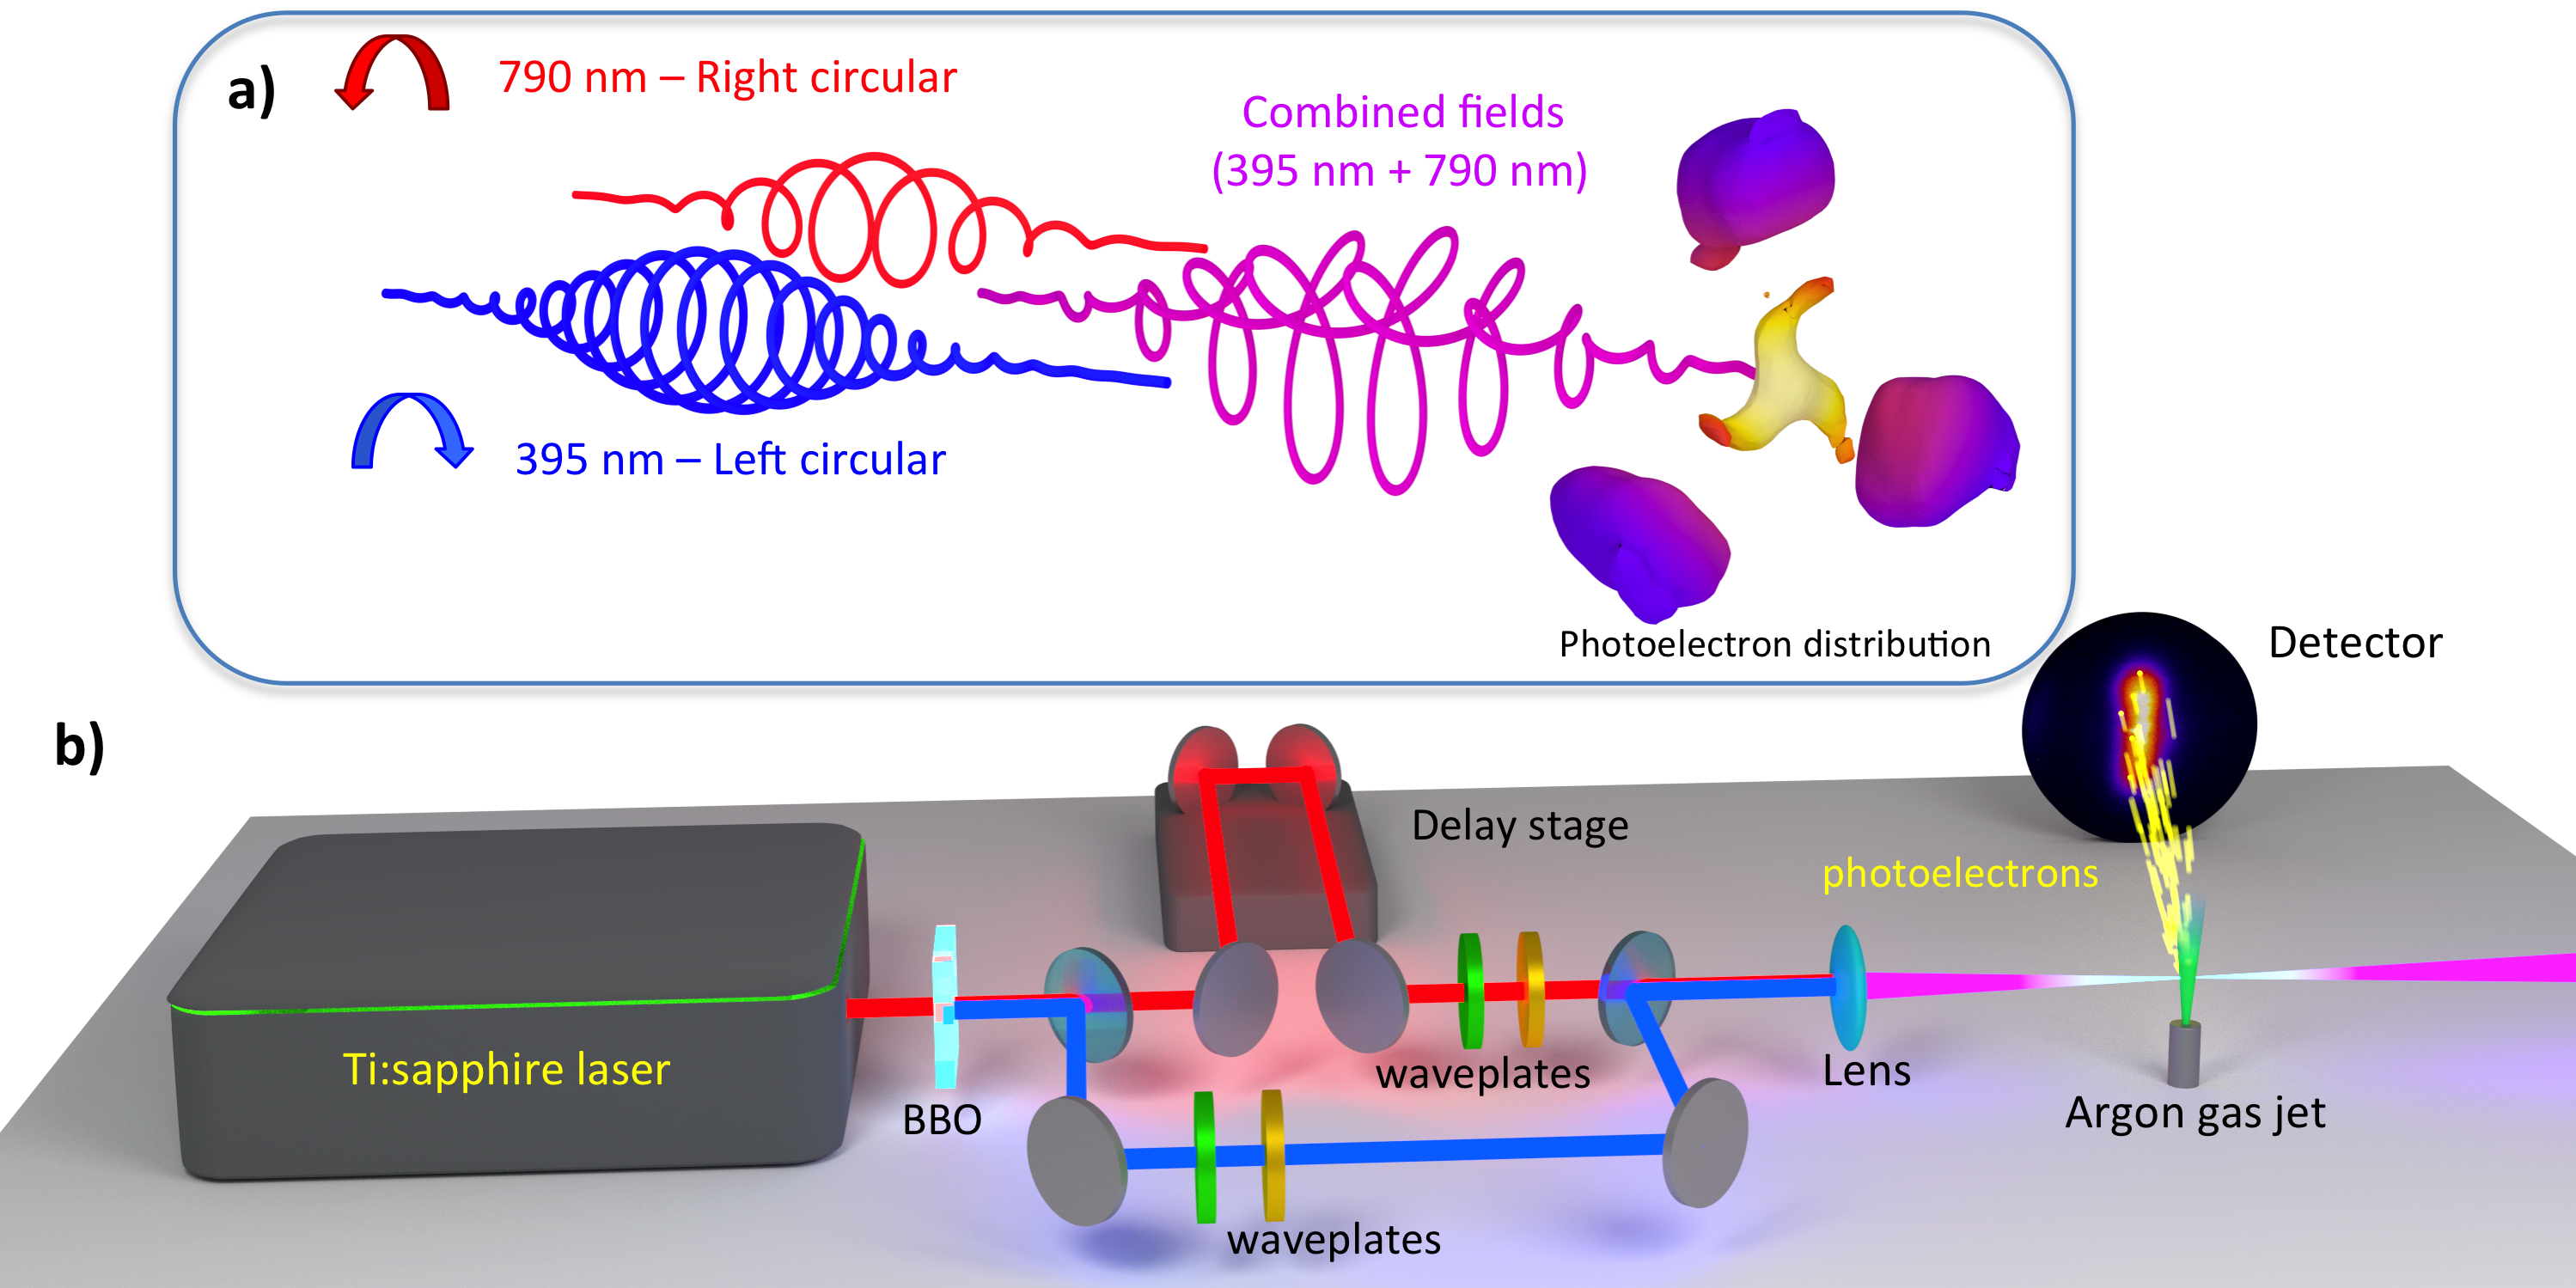 a)
790 nm – Right circular
Combined fields
(395 nm + 790 nm)
395 nm – Left circular
Photoelectron distribution
b)
Detector
Delay stage
photoelectrons
Ti:sapphire laser
BBO
waveplates
Lens
Argon gas jet
waveplates